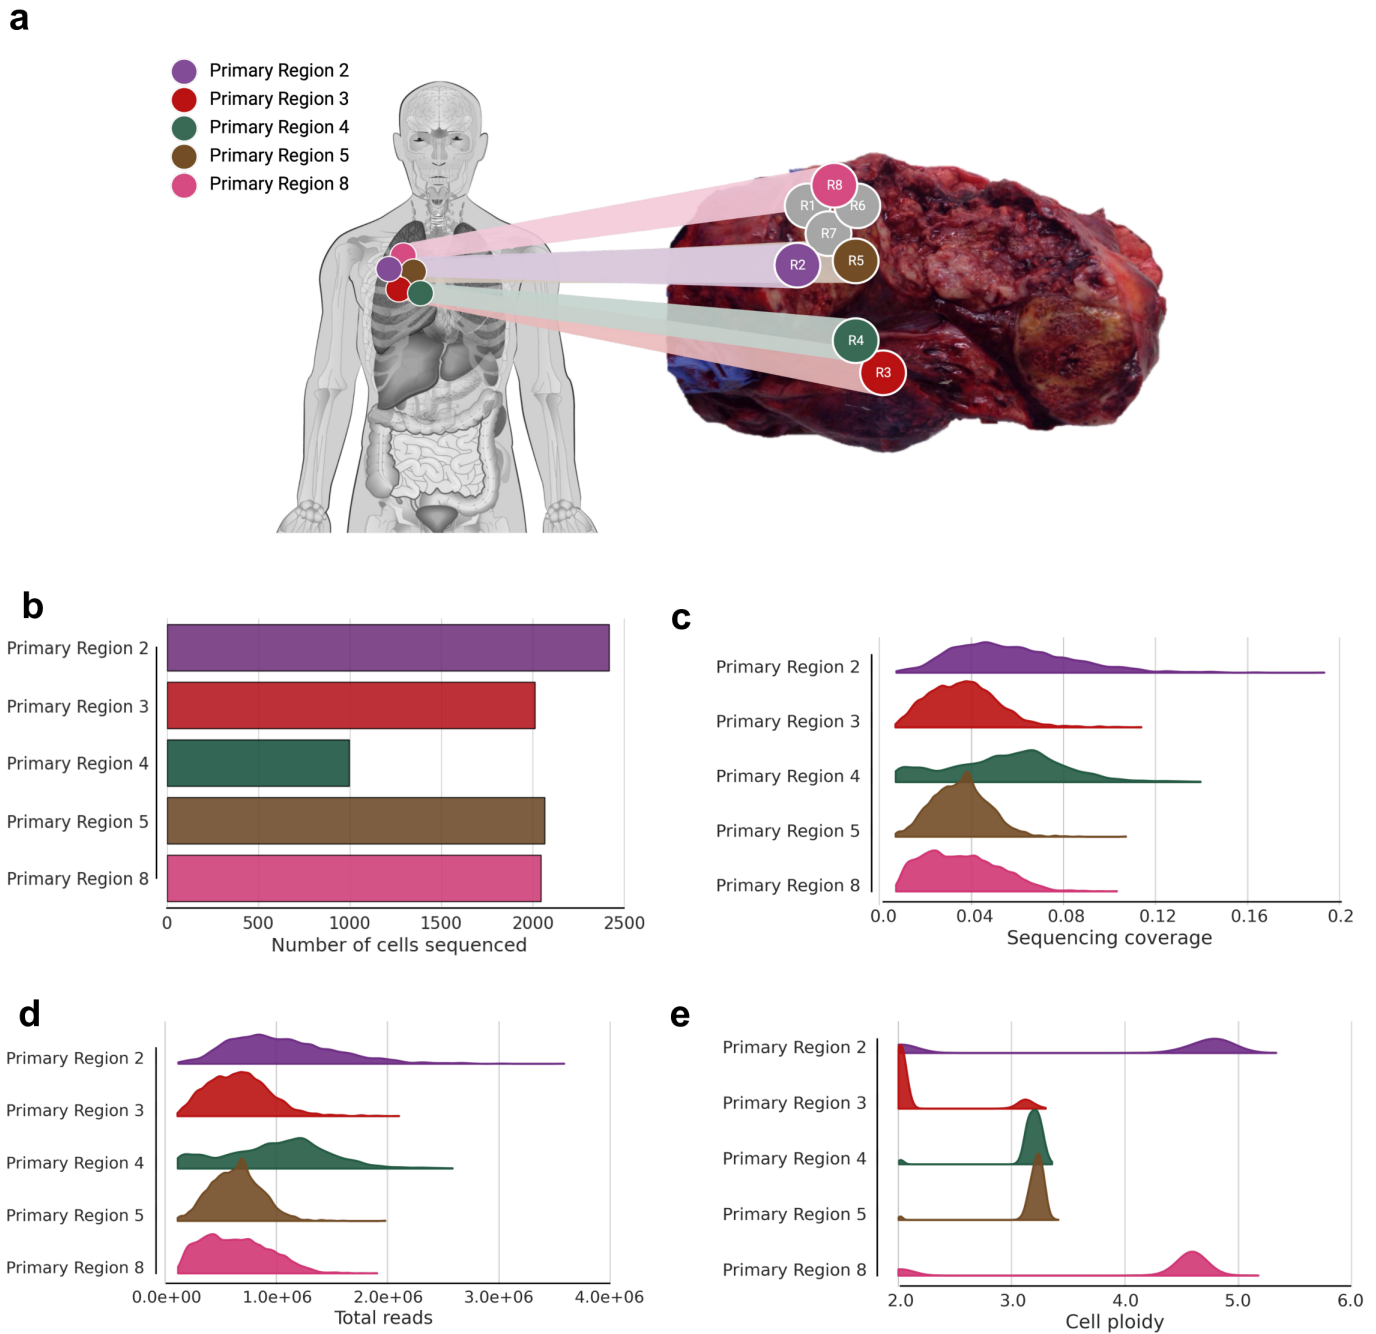 a
Primary Region 2
Primary Region 3
Primary Region 4
Primary Region 5
Primary Region 8
R8
R1
R6
R7
R2
R5
R4
R3
b
Primary Region 2
Primary Region 3
Primary Region 4
Primary Region 5
Primary Region 8
0 500 1000 1500 2000 2500
Number of cells sequenced
c
Primary Region 2
Primary Region 3
Primary Region 4
Primary Region 5
Primary Region 8
0.0 0.04 0.08 0.12 0.16 0.2
Sequencing coverage
d
Primary Region 2
Primary Region 3
Primary Region 4
Primary Region 5
Primary Region 8
0.0e+00 1.0e+06 2.0e+06 3.0e+06 4.0e+06
Total reads
e
Primary Region 2
Primary Region 3
Primary Region 4
Primary Region 5
Primary Region 8
2.0 3.0 4.0 5.0 6.0
Cell ploidy